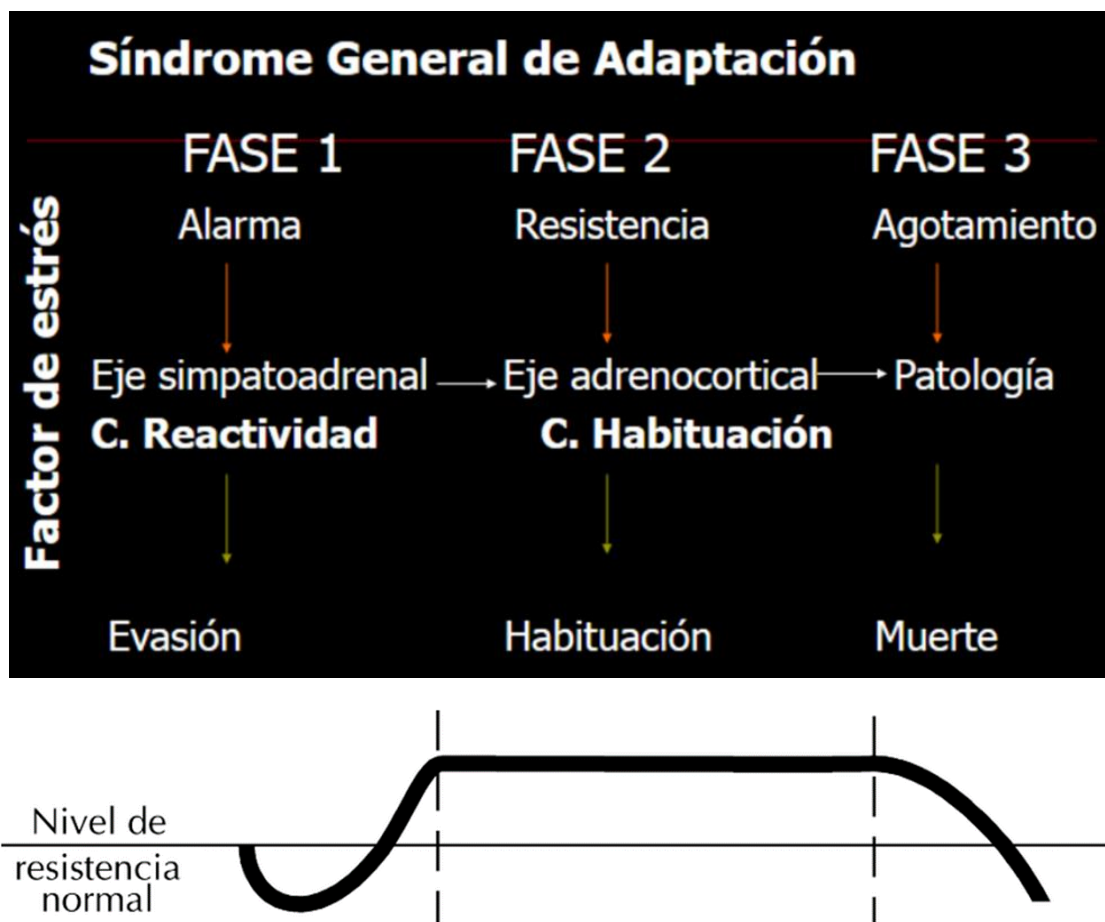 Síndrome General de Adaptación
FASE 1 FASE 2 FASE 3
Factor de estrés
Alarma Resistencia Agotamiento
Eje simpatoadrenal Eje adrenocortical Patología
C. Reactividad C. Habituación
Evasión Habituación Muerte
Nivel de
resistencia
normal